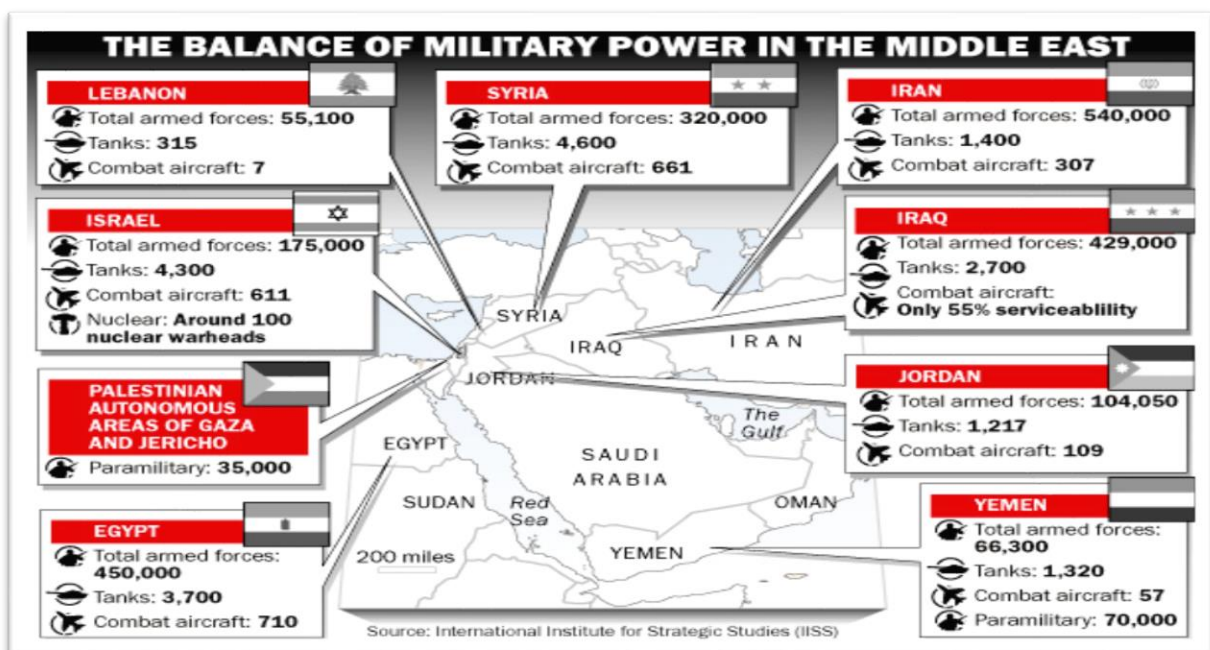 THE BALANCE OF MILITARY POWER IN THE MIDDLE EAST
LEBANON
Total armed forces: 55,100
Tanks: 315
Combat aircraft: 7
SYRIA
Total armed forces: 320,000
Tanks: 4,600
Combat aircraft: 661
IRAN
Total armed forces: 540,000
Tanks: 1,400
Combat aircraft: 307
ISRAEL
Total armed forces: 175,000
Tanks: 4,300
Combat aircraft: 611
Nuclear: Around 100
nuclear warheads
IRAQ
Total armed forces: 429,000
Tanks: 2,700
Combat aircraft:
Only 55% serviceablility
PALESTINIAN
AUTONOMOUS
AREAS OF GAZA
AND JERICHO
Paramilitary: 35,000
JORDAN
Total armed forces: 104,050
Tanks: 1,217
Combat aircraft: 109
EGYPT
Total armed forces:
450,000
Tanks: 3,700
Combat aircraft: 710
YEMEN
Total armed forces:
66,300
Tanks: 1,320
Combat aircraft: 57
Paramilitary: 70,000
SYRIA
IRAQ
IRAN
JORDAN
The
Gulf
EGYPT
SAUDI
ARABIA
SUDAN
Red
Sea
OMAN
YEMEN
200 miles
Source: International Institute for Strategic Studies (IISS)